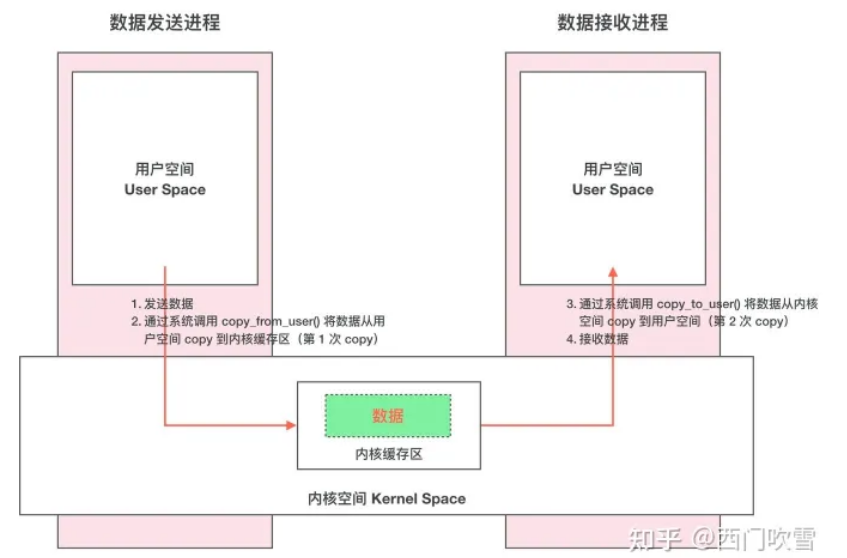 数据发送进程
数据接收进程
用户空间
User Space
用户空间
User Space
1. 发送数据
2. 通过系统调用 copy_from_user() 将数据从用
户空间 copy 到内核缓存区（第 1 次 copy）
3. 通过系统调用 copy_to_user() 将数据从内核
空间 copy 到用户空间（第 2 次 copy）
4. 接收数据
数据
内核缓存区
内核空间 Kernel Space
知乎 @西门吹雪